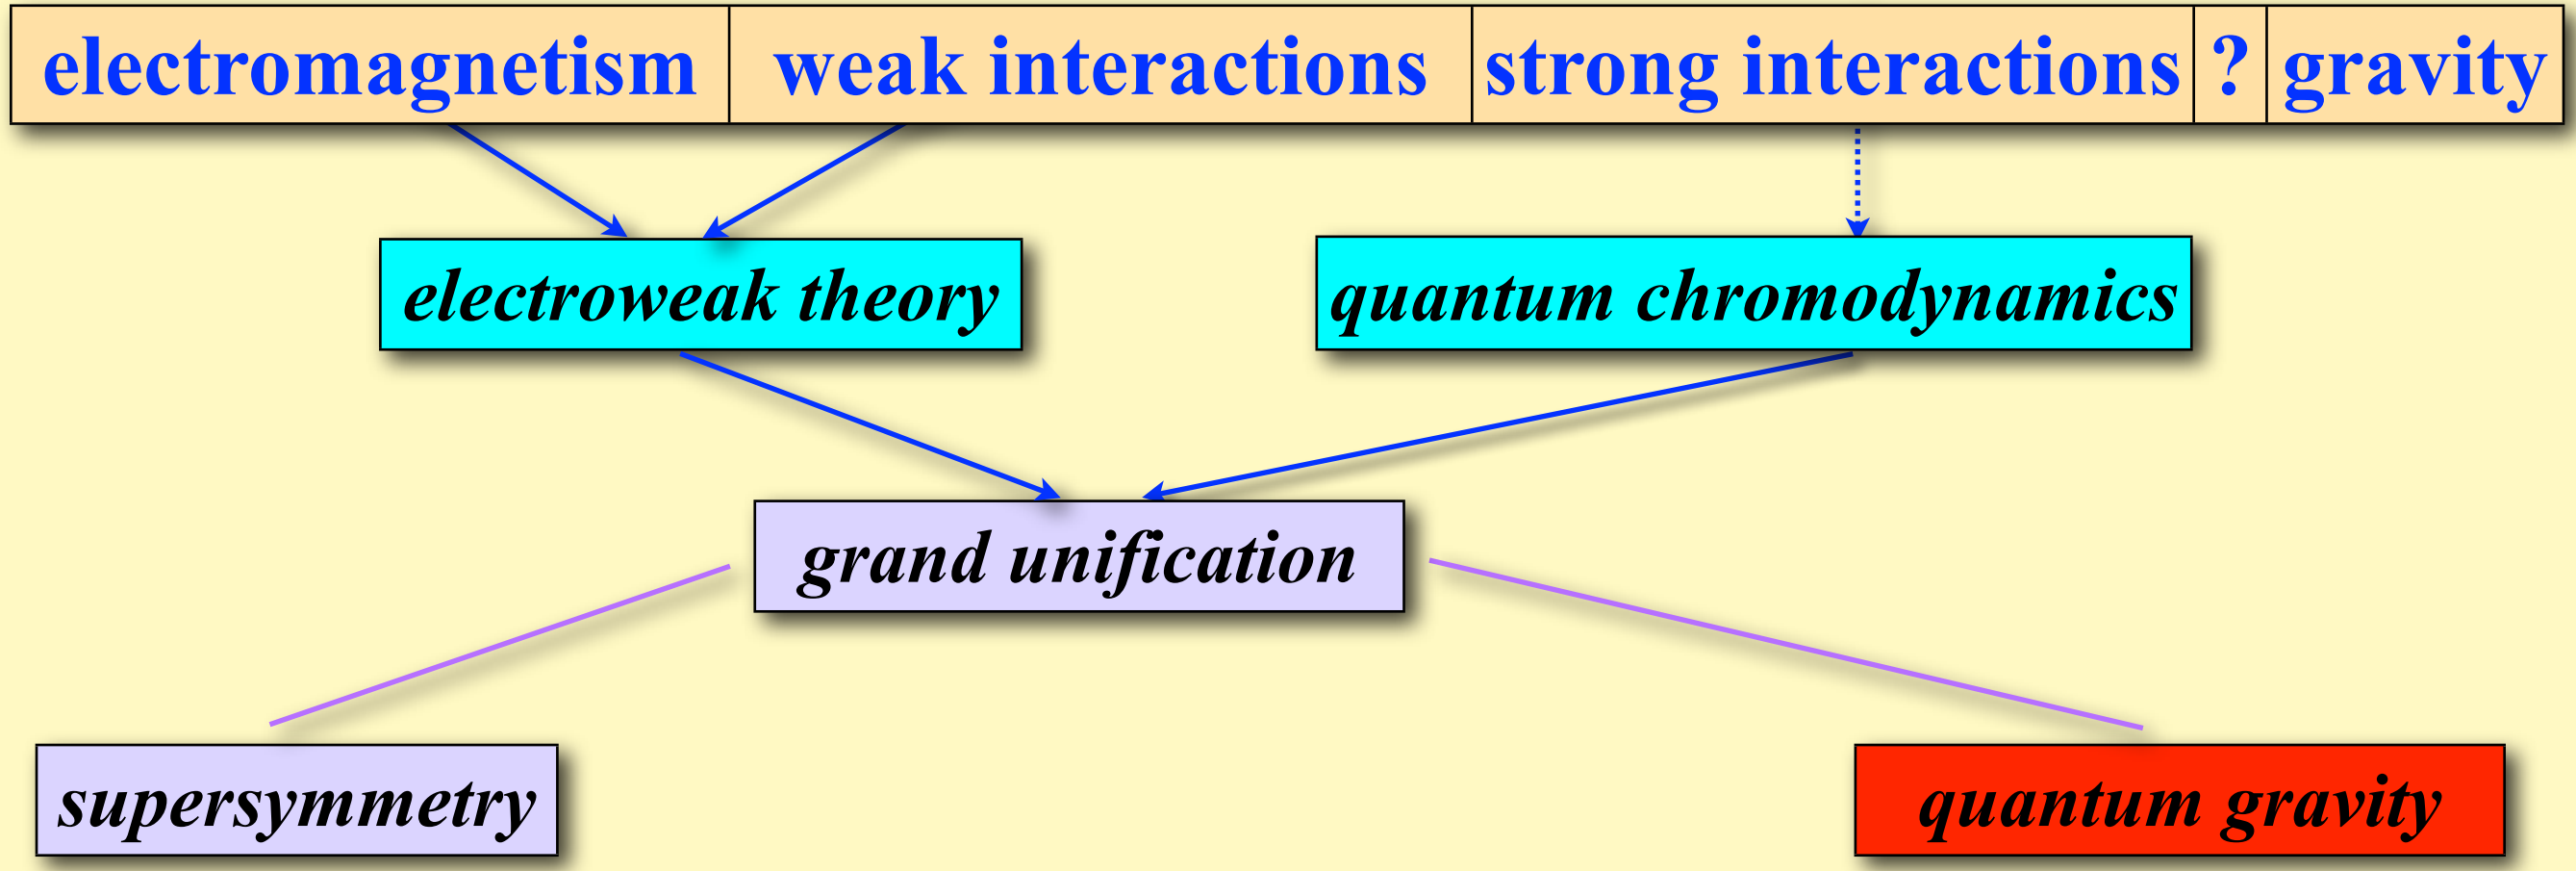 electromagnetism weak interactions strong interactions ? gravity
electroweak theory quantum chromodynamics
grand unification
supersymmetry quantum gravity